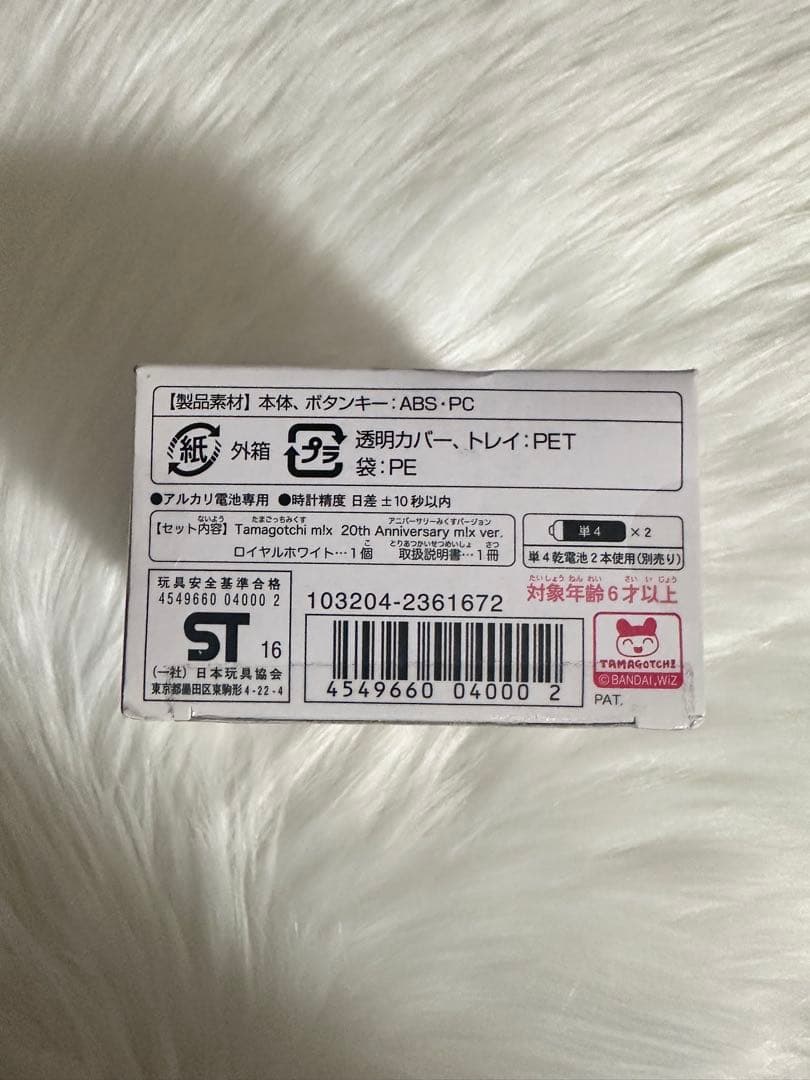 【製品素材】本体、ボタンキー:ABS・PC
紙 外箱 プラ 透明カバー、トレイ:PET
袋:PE
●アルカリ電池専用 ●時計精度 日差±10秒以内
ないよう たまごっちみくす アニバーサリーみくすバージョン
【セット内容】Tamagotchi m!x 20th Anniversary m!x ver.
こ とりあつかいせつめいしょ さつ
ロイヤルホワイト…1個 取扱説明書…1冊
単4 ×2
単4乾電池2本使用(別売り)
たいしょうねんれい さいいじょう
対象年齢6才以上
玩具安全基準合格
4549660 04000 2
ST 16
(一社)日本玩具協会
東京都墨田区東駒形4-22-4
103204-2361672
4549660 04000 2
TAMAGOTCHI
©BANDAI,WiZ
PAT.